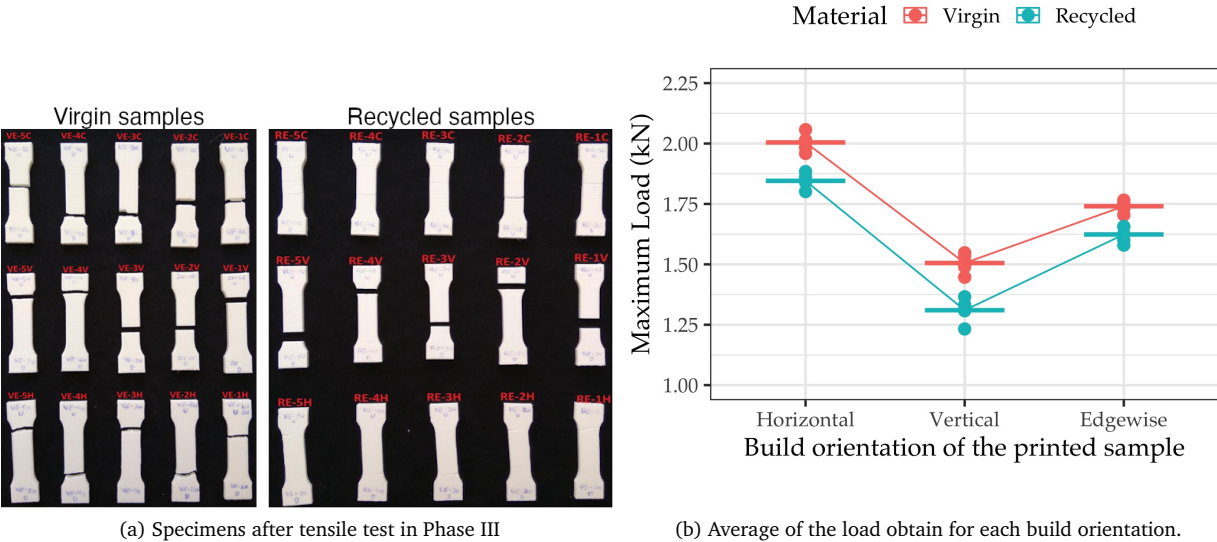 Material Virgin Recycled
Virgin samples
Recycled samples
VE-5C VE-4C VE-3C VE-2C VE-1C
RE-5C RE-4C RE-3C RE-2C RE-1C
VE-5V VE-4V VE-3V VE-2V VE-1V
RE-5V RE-4V RE-3V RE-2V RE-1V
VE-5H VE-4H VE-3H VE-2H VE-1H
RE-5H RE-4H RE-3H RE-2H RE-1H
Maximum Load (kN)
2.25
2.00
1.75
1.50
1.25
1.00
Horizontal Vertical Edgewise
Build orientation of the printed sample
(a) Specimens after tensile test in Phase III
(b) Average of the load obtain for each build orientation.